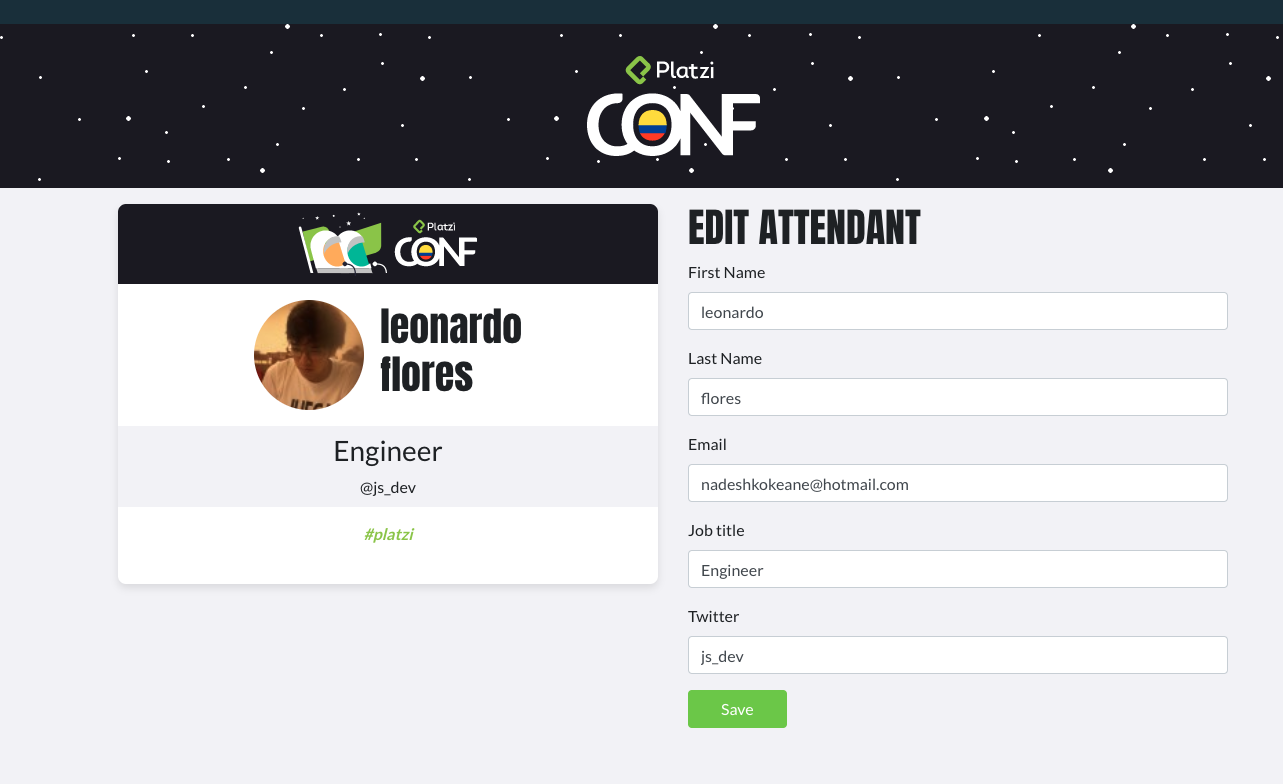 Platzi
CONF
Platzi
CONF
leonardo
flores
Engineer
@js_dev
#platzi
EDIT ATTENDANT
First Name
leonardo
Last Name
flores
Email
nadeshkokeane@hotmail.com
Job title
Engineer
Twitter
js_dev
Save